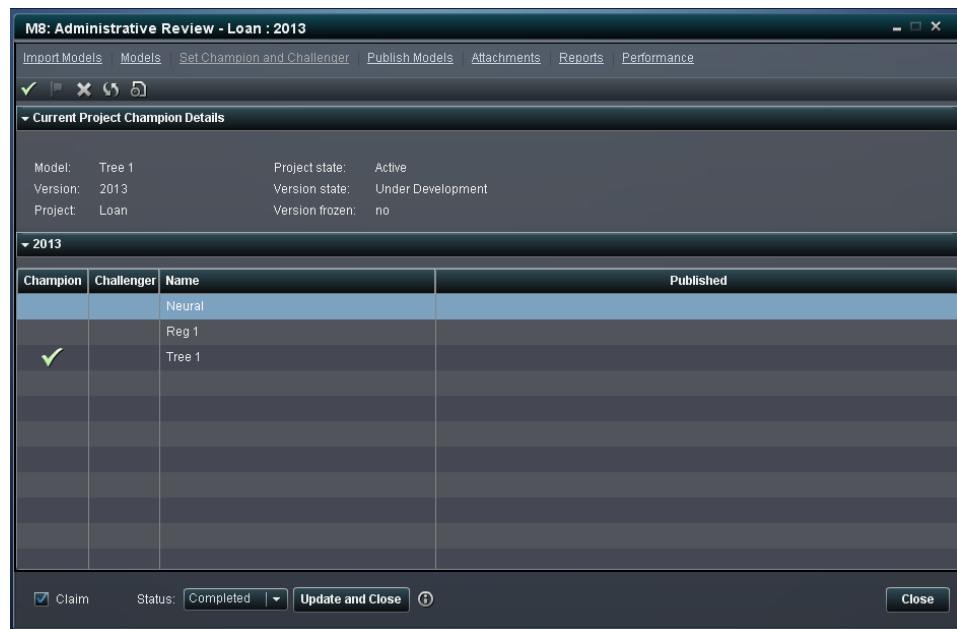 M8: Administrative Review - Loan : 2013
Import Models Models Set Champion and Challenger Publish Models Attachments Reports Performance
Current Project Champion Details
Model: Tree 1 Project state: Active
Version: 2013 Version state: Under Development
Project: Loan Version frozen: no
2013
Champion Challenger Name Published
Neural
Reg 1
Tree 1
Claim Status: Completed Update and Close Close